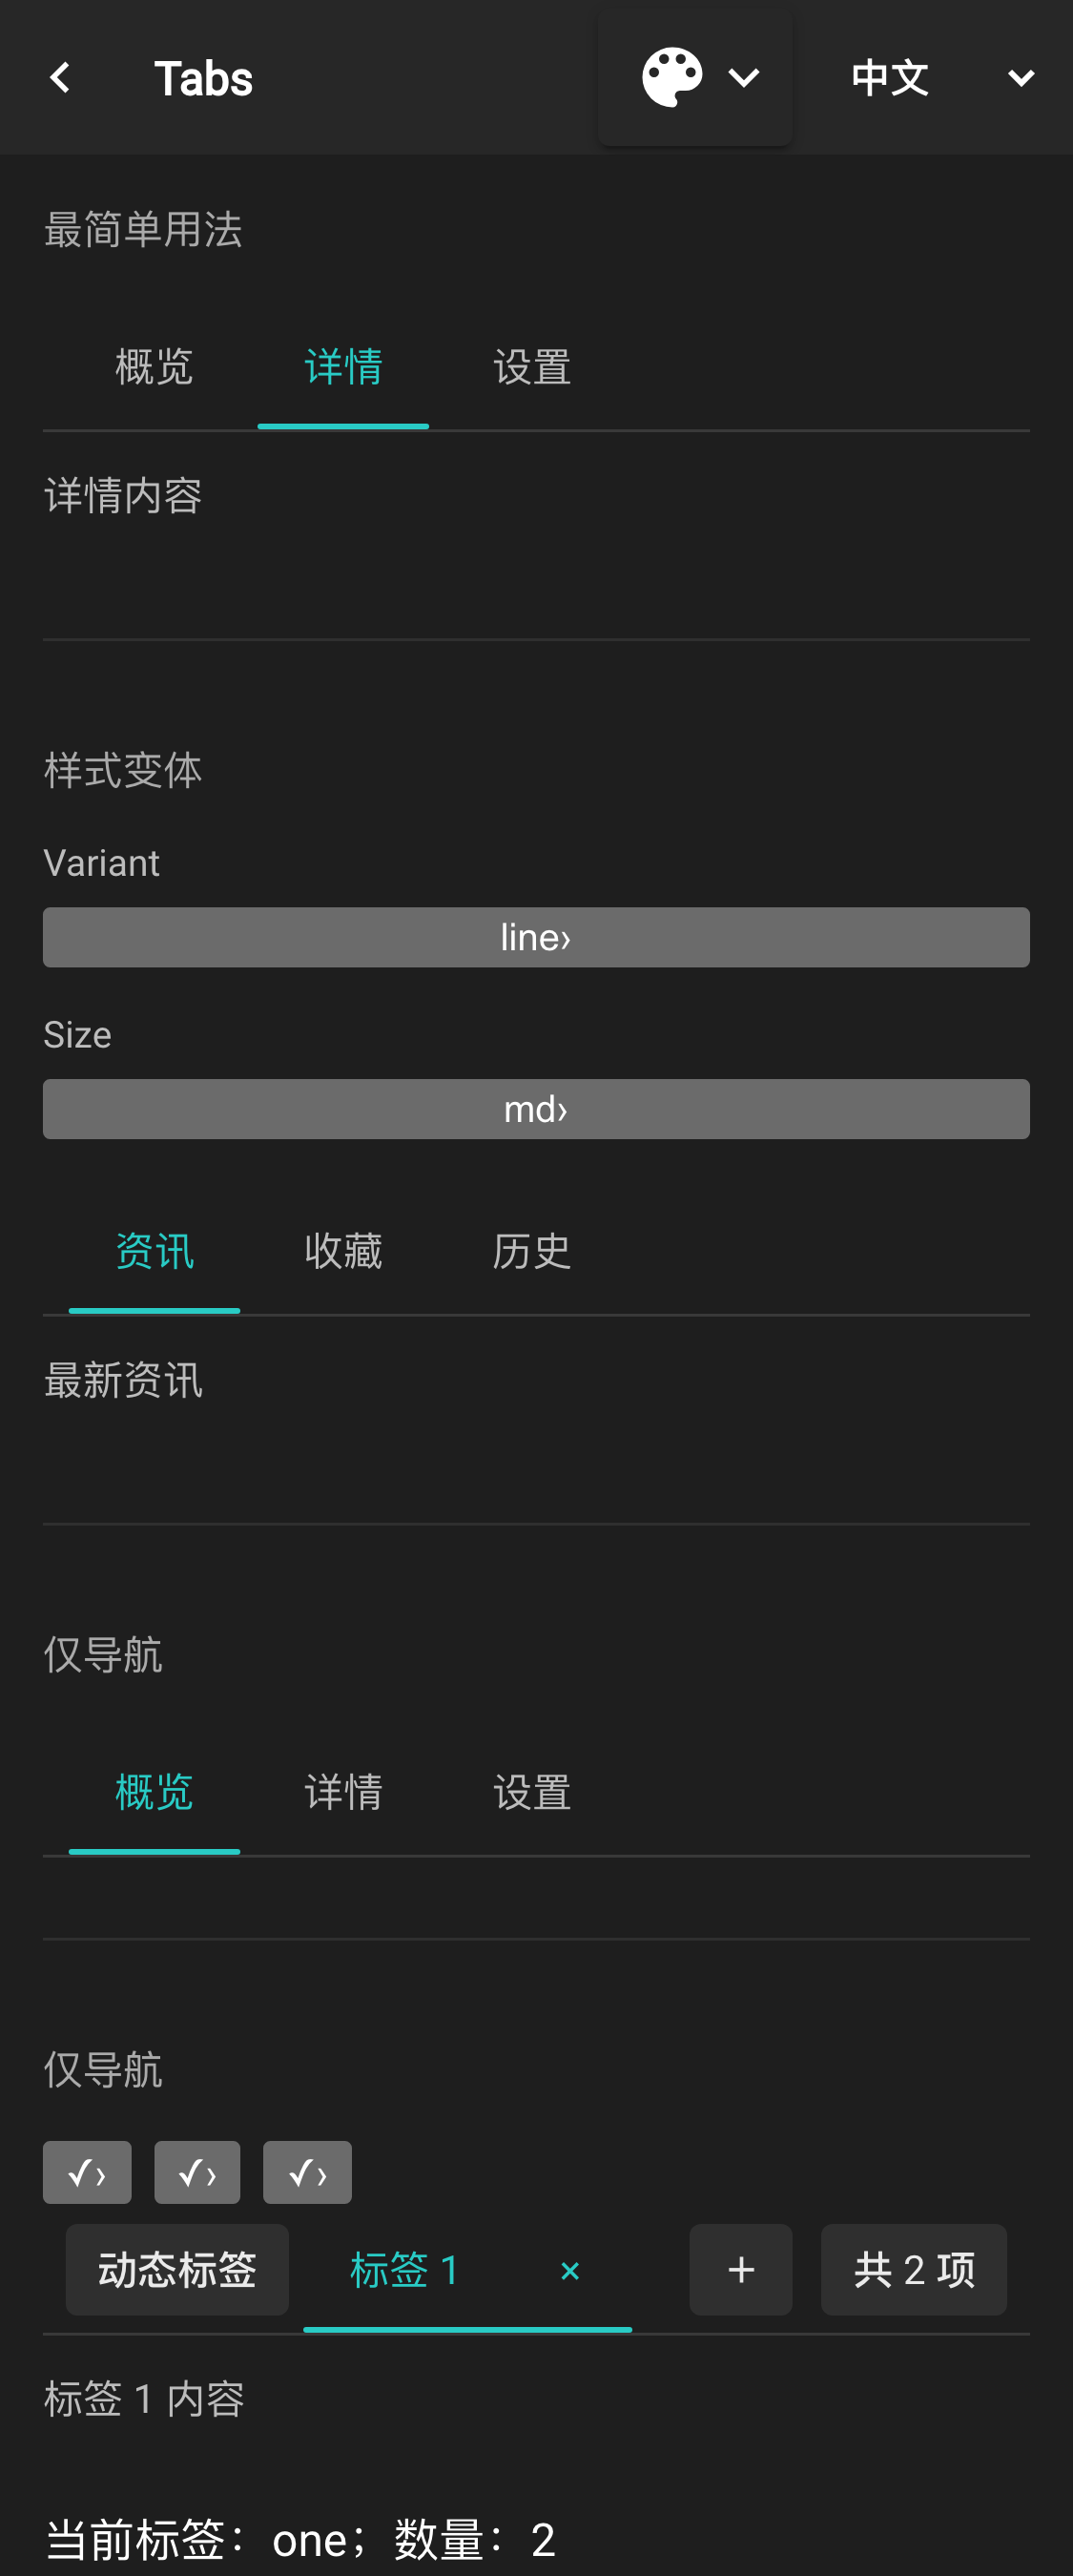 Tabs 中文
最简单用法
概览 详情 设置
详情内容
样式变体
Variant
line›
Size
md›
资讯 收藏 历史
最新资讯
仅导航
概览 详情 设置
仅导航
✓› ✓› ✓›
动态标签 标签 1 × + 共 2 项
标签 1 内容
当前标签：one；数量：2